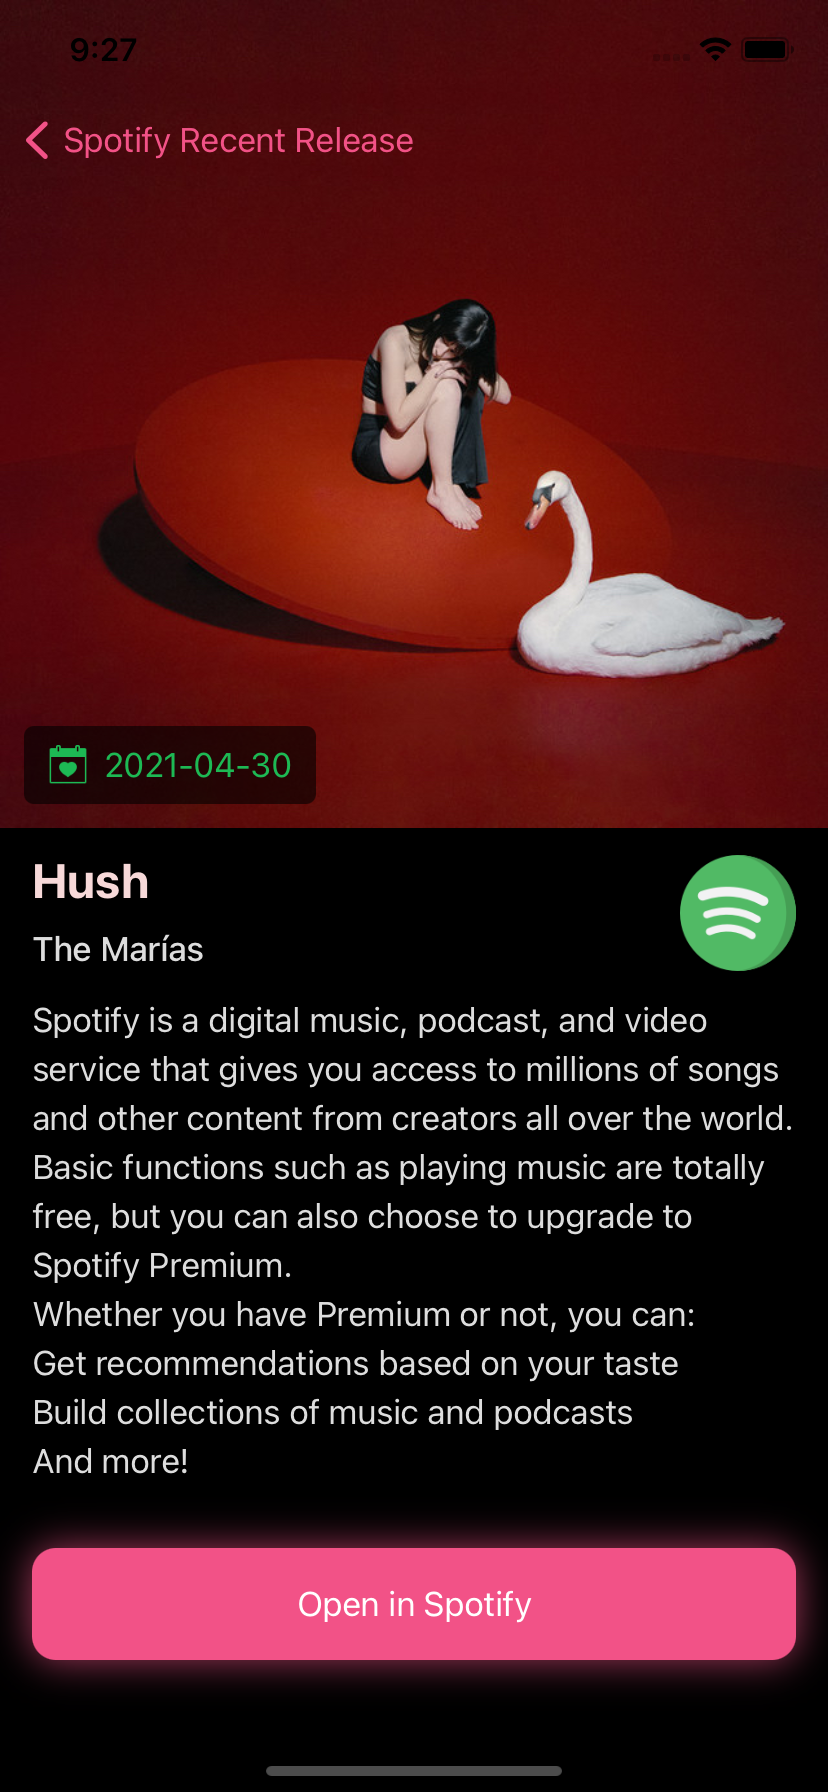 9:27
Spotify Recent Release
2021-04-30
Hush
The Marías
Spotify is a digital music, podcast, and video
service that gives you access to millions of songs
and other content from creators all over the world.
Basic functions such as playing music are totally
free, but you can also choose to upgrade to
Spotify Premium.
Whether you have Premium or not, you can:
Get recommendations based on your taste
Build collections of music and podcasts
And more!
Open in Spotify